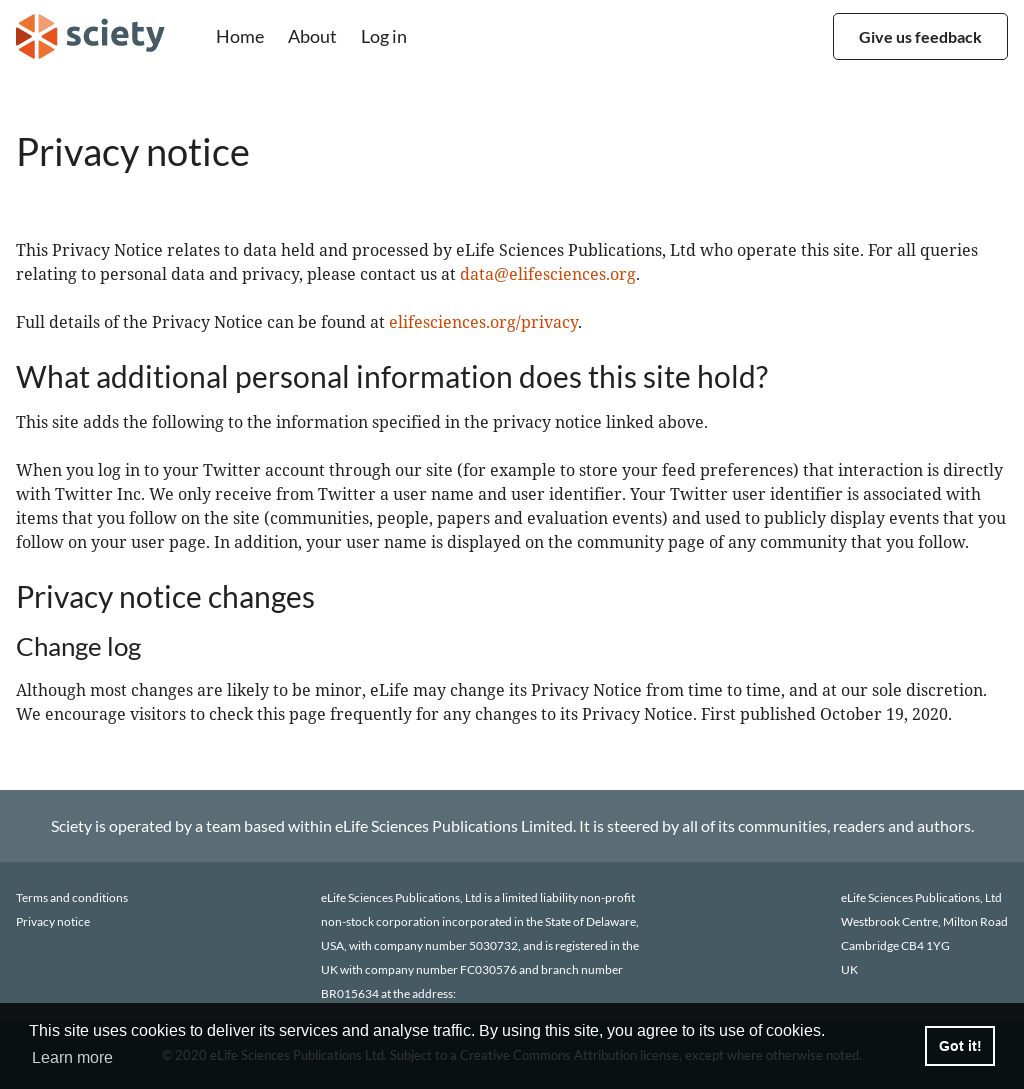 sciety
Home
About
Log in
Give us feedback
Privacy notice
This Privacy Notice relates to data held and processed by eLife Sciences Publications, Ltd who operate this site. For all queries
relating to personal data and privacy, please contact us at data@elifesciences.org.
Full details of the Privacy Notice can be found at elifesciences.org/privacy.
What additional personal information does this site hold?
This site adds the following to the information specified in the privacy notice linked above.
When you log in to your Twitter account through our site (for example to store your feed preferences) that interaction is directly
with Twitter Inc. We only receive from Twitter a user name and user identifier. Your Twitter user identifier is associated with
items that you follow on the site (communities, people, papers and evaluation events) and used to publicly display events that you
follow on your user page. In addition, your user name is displayed on the community page of any community that you follow.
Privacy notice changes
Change log
Although most changes are likely to be minor, eLife may change its Privacy Notice from time to time, and at our sole discretion.
We encourage visitors to check this page frequently for any changes to its Privacy Notice. First published October 19, 2020.
Sciety is operated by a team based within eLife Sciences Publications Limited. It is steered by all of its communities, readers and authors.
Terms and conditions
Privacy notice
eLife Sciences Publications, Ltd is a limited liability non-profit
non-stock corporation incorporated in the State of Delaware,
USA, with company number 5030732, and is registered in the
UK with company number FC030576 and branch number
BR015634 at the address:
eLife Sciences Publications, Ltd
Westbrook Centre, Milton Road
Cambridge CB4 1YG
UK
This site uses cookies to deliver its services and analyse traffic. By using this site, you agree to its use of cookies.
Learn more
Got it!
© 2020 eLife Sciences Publications Ltd. Subject to a Creative Commons Attribution license, except where otherwise noted.